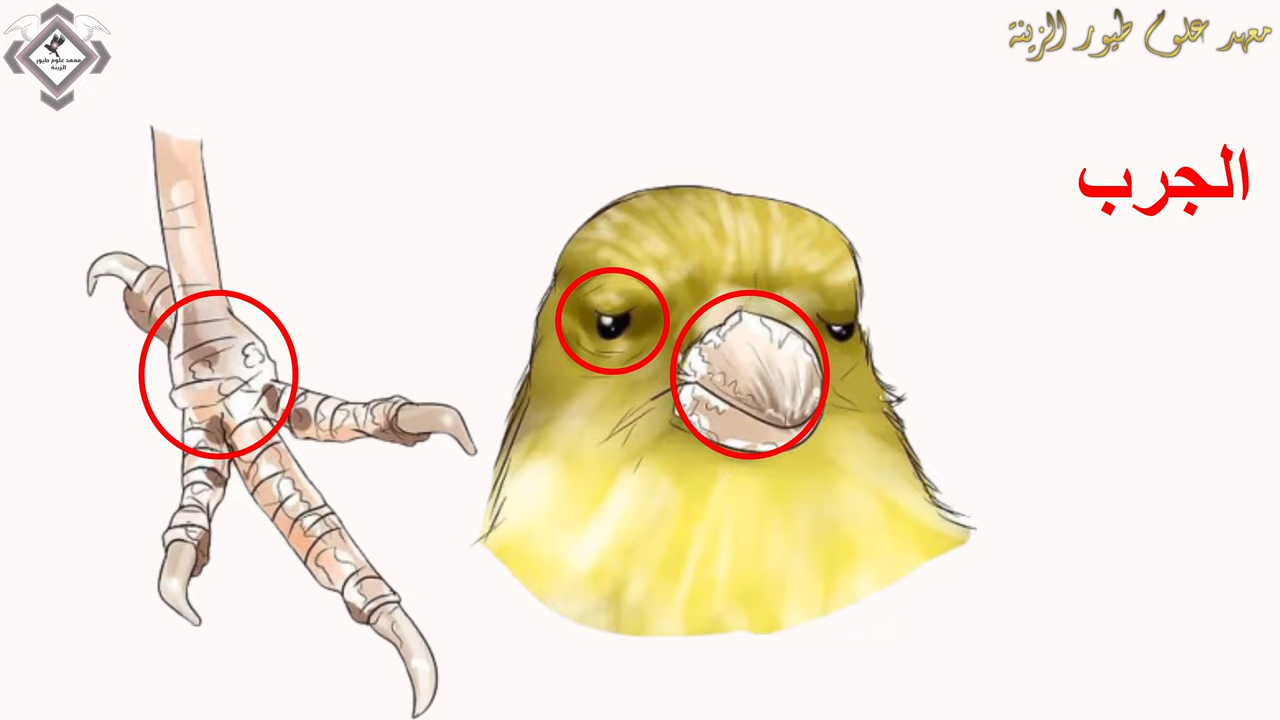 معهد علوم طيور الزينة
معهد علوم طيور
الزينة
الجرب